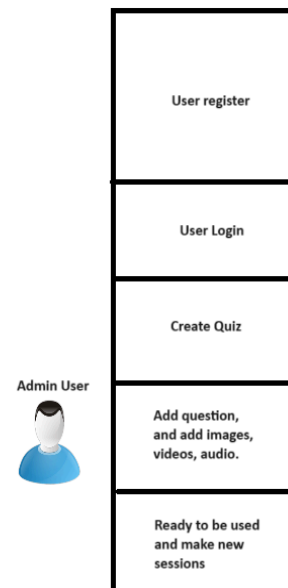 User register
User Login
Create Quiz
Admin User
Add question,
and add images,
videos, audio.
Ready to be used
and make new
sessions